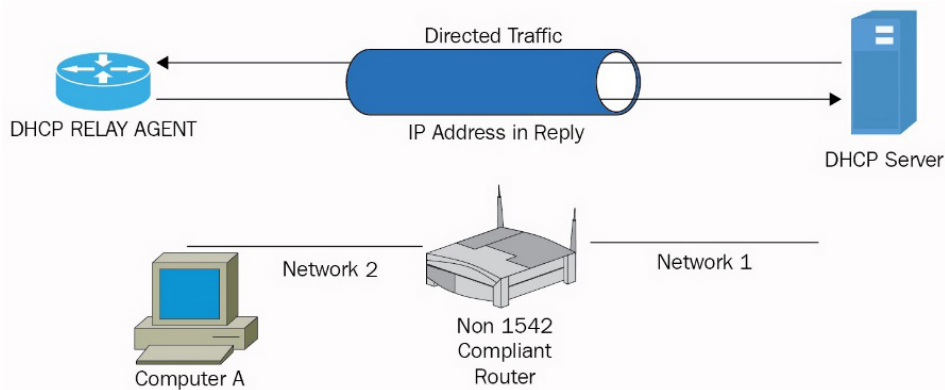 Directed Traffic
DHCP RELAY AGENT
IP Address in Reply
DHCP Server
Network 2
Network 1
Non 1542
Compliant
Router
Computer A